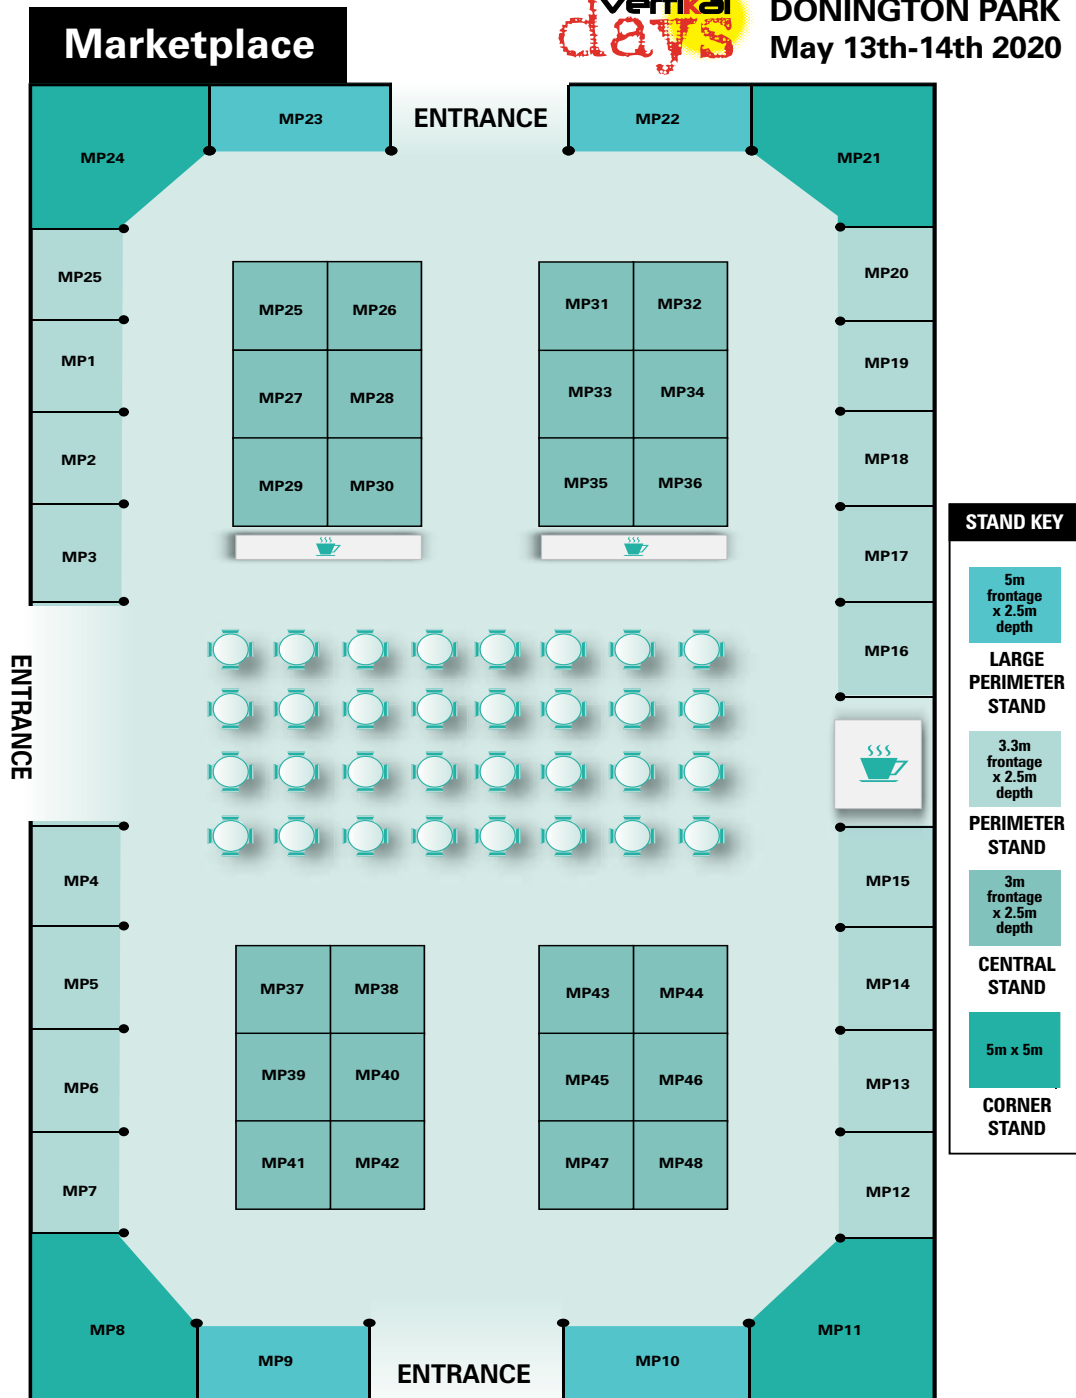 Marketplace
vertikal
days
DONINGTON PARK
May 13th-14th 2020
MP23
ENTRANCE
MP22
MP24
MP21
MP25
MP20
MP25
MP26
MP31
MP32
MP1
MP19
MP27
MP28
MP33
MP34
MP2
MP18
MP29
MP30
MP35
MP36
MP3
MP17
MP16
ENTRANCE
MP4
MP15
MP5
MP14
MP37
MP38
MP43
MP44
MP6
MP13
MP39
MP40
MP45
MP46
MP41
MP42
MP47
MP48
MP7
MP12
MP8
MP11
MP9
ENTRANCE
MP10
STAND KEY
5m
frontage
x 2.5m
depth
LARGE
PERIMETER
STAND
3.3m
frontage
x 2.5m
depth
PERIMETER
STAND
3m
frontage
x 2.5m
depth
CENTRAL
STAND
5m x 5m
CORNER
STAND